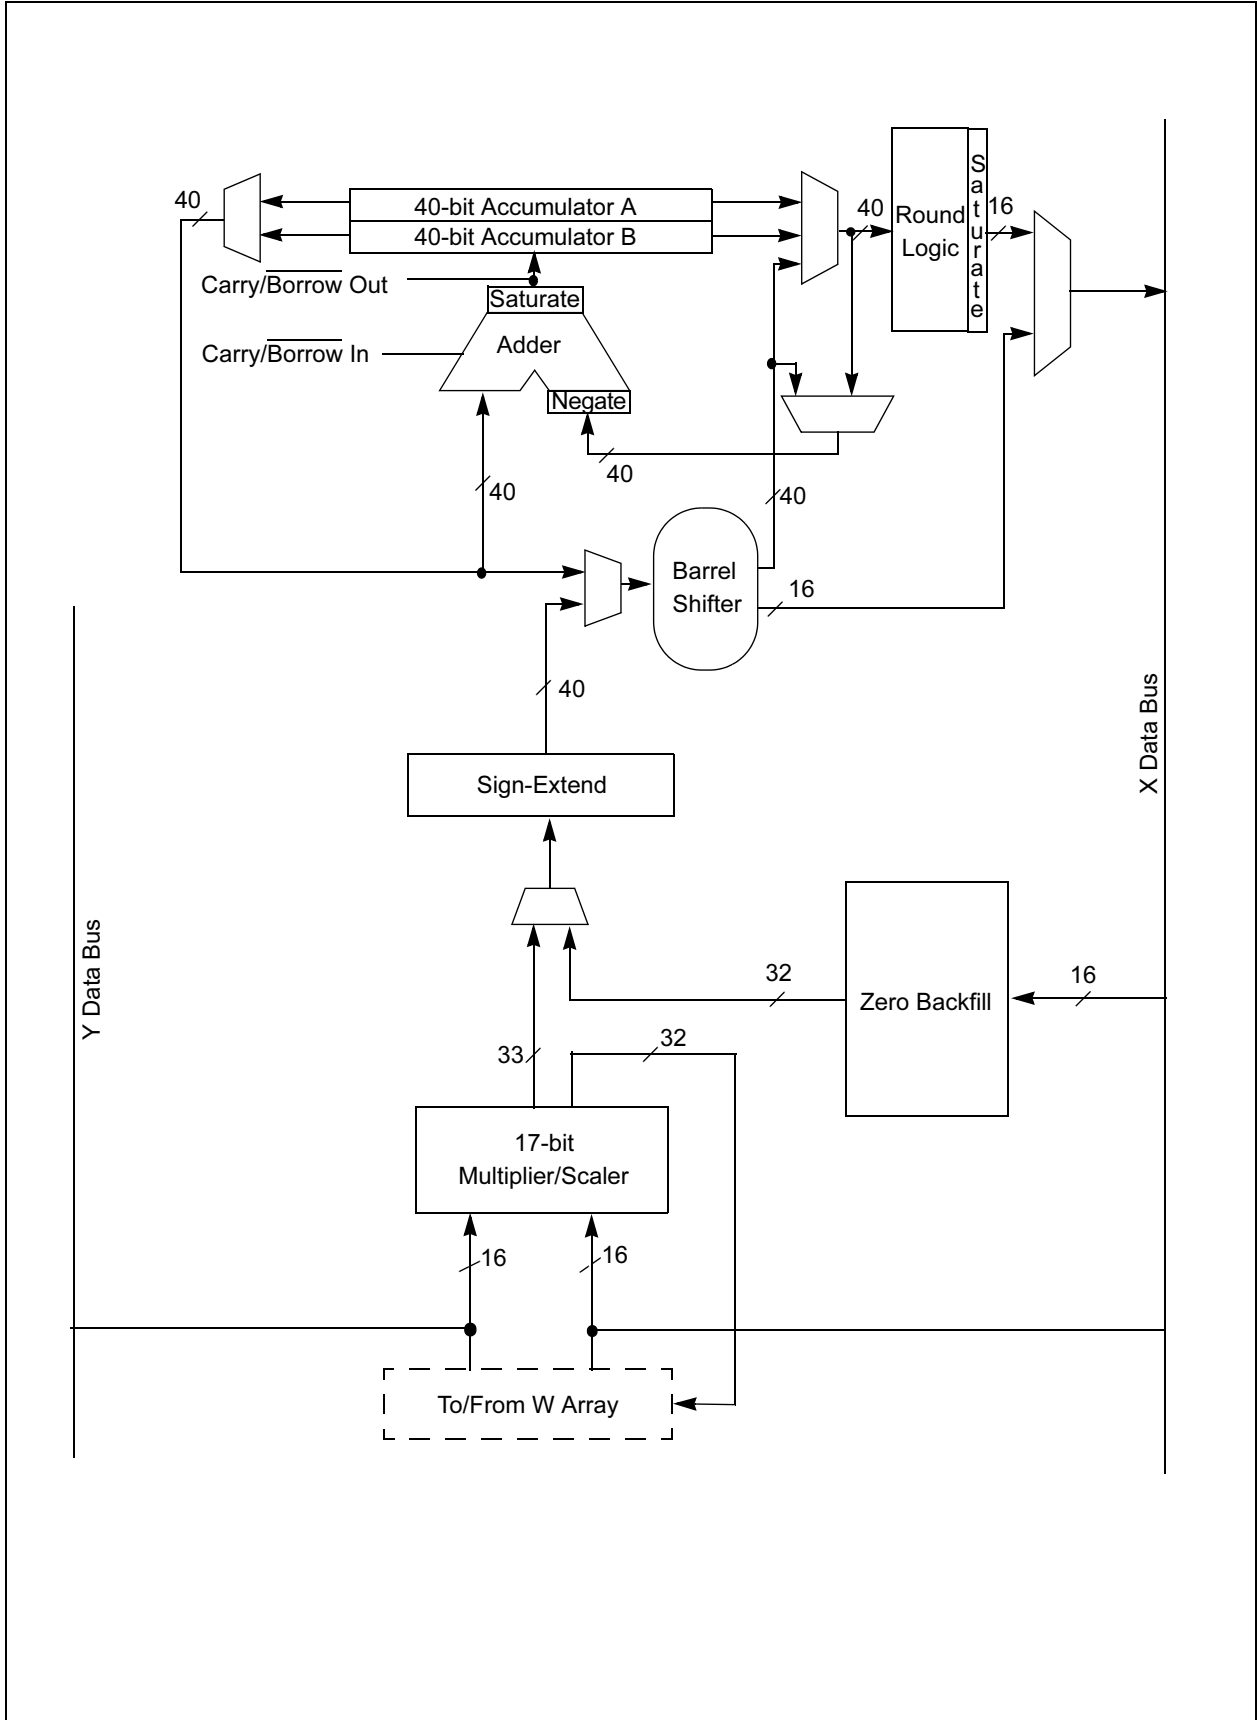 40
40-bit Accumulator A
40-bit Accumulator B
40
Round
Logic
Saturate
16
Carry/Borrow Out
Saturate
Carry/Borrow In
Adder
Negate
40
40
40
Barrel
Shifter
16
40
X Data Bus
Sign-Extend
Y Data Bus
32
Zero Backfill
16
33
32
17-bit
Multiplier/Scaler
16
16
To/From W Array